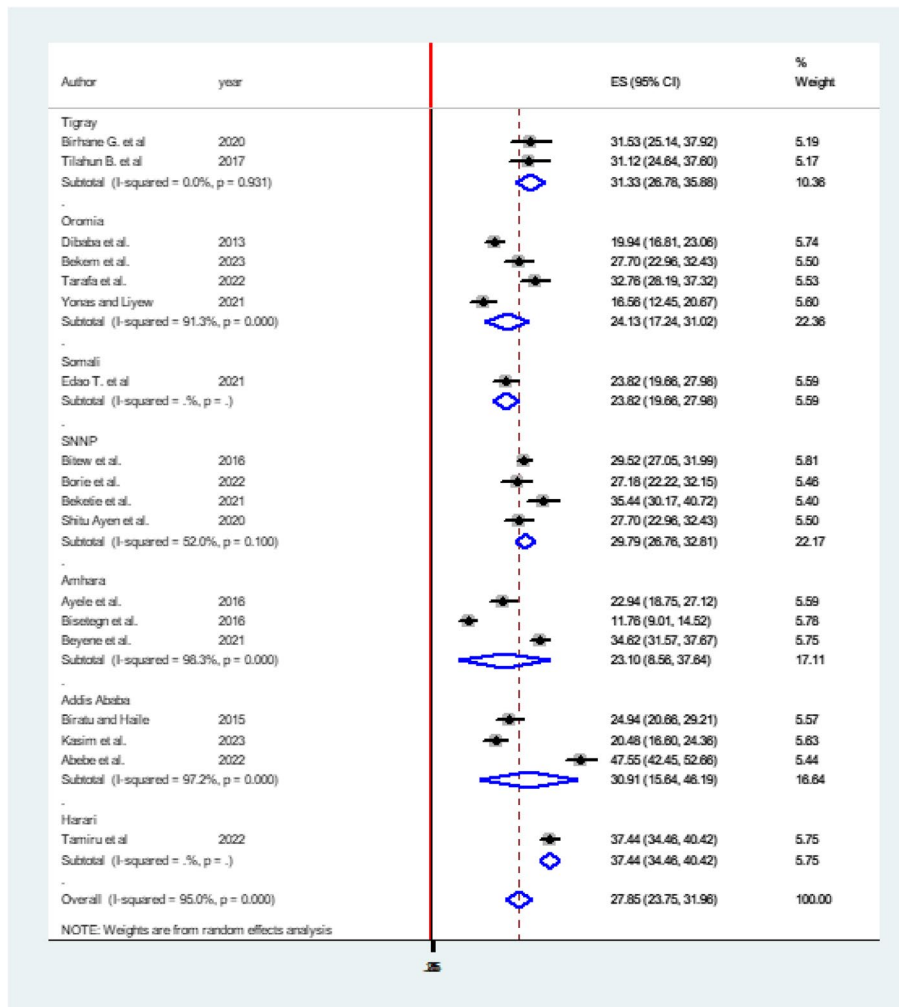 %
Author year ES (95% CI) Weight
Tigray
Birhane G. et al 2020 31.53 (25.14, 37.92) 5.19
Tilahun B. et al 2017 31.12 (24.64, 37.60) 5.17
Subtotal (I-squared = 0.0%, p = 0.931) 31.33 (26.78, 35.88) 10.36
.
Oromia
Dibaba et al. 2013 19.94 (16.81, 23.06) 5.74
Bekem et al. 2023 27.70 (22.96, 32.43) 5.50
Tarafa et al. 2022 32.76 (28.19, 37.32) 5.53
Yonas and Liyew 2021 16.56 (12.45, 20.67) 5.60
Subtotal (I-squared = 91.3%, p = 0.000) 24.13 (17.24, 31.02) 22.36
.
Somali
Edao T. et al 2021 23.82 (19.66, 27.98) 5.59
Subtotal (I-squared = .%, p = .) 23.82 (19.66, 27.98) 5.59
.
SNNP
Bitew et al. 2016 29.52 (27.05, 31.99) 5.81
Borie et al. 2022 27.18 (22.22, 32.15) 5.46
Beketie et al. 2021 35.44 (30.17, 40.72) 5.40
Shitu Ayen et al. 2020 27.70 (22.96, 32.43) 5.50
Subtotal (I-squared = 52.0%, p = 0.100) 29.79 (26.76, 32.81) 22.17
.
Amhara
Ayele et al. 2016 22.94 (18.75, 27.12) 5.59
Bisetegn et al. 2016 11.76 (9.01, 14.52) 5.78
Beyene et al. 2021 34.62 (31.57, 37.67) 5.75
Subtotal (I-squared = 98.3%, p = 0.000) 23.10 (8.56, 37.64) 17.11
.
Addis Ababa
Biratu and Haile 2015 24.94 (20.66, 29.21) 5.57
Kasim et al. 2023 20.48 (16.60, 24.36) 5.63
Abebe et al. 2022 47.55 (42.45, 52.66) 5.44
Subtotal (I-squared = 97.2%, p = 0.000) 30.91 (15.64, 46.19) 16.64
.
Harari
Tamiru et al 2022 37.44 (34.46, 40.42) 5.75
Subtotal (I-squared = .%, p = .) 37.44 (34.46, 40.42) 5.75
.
Overall (I-squared = 95.0%, p = 0.000) 27.85 (23.75, 31.96) 100.00
NOTE: Weights are from random effects analysis